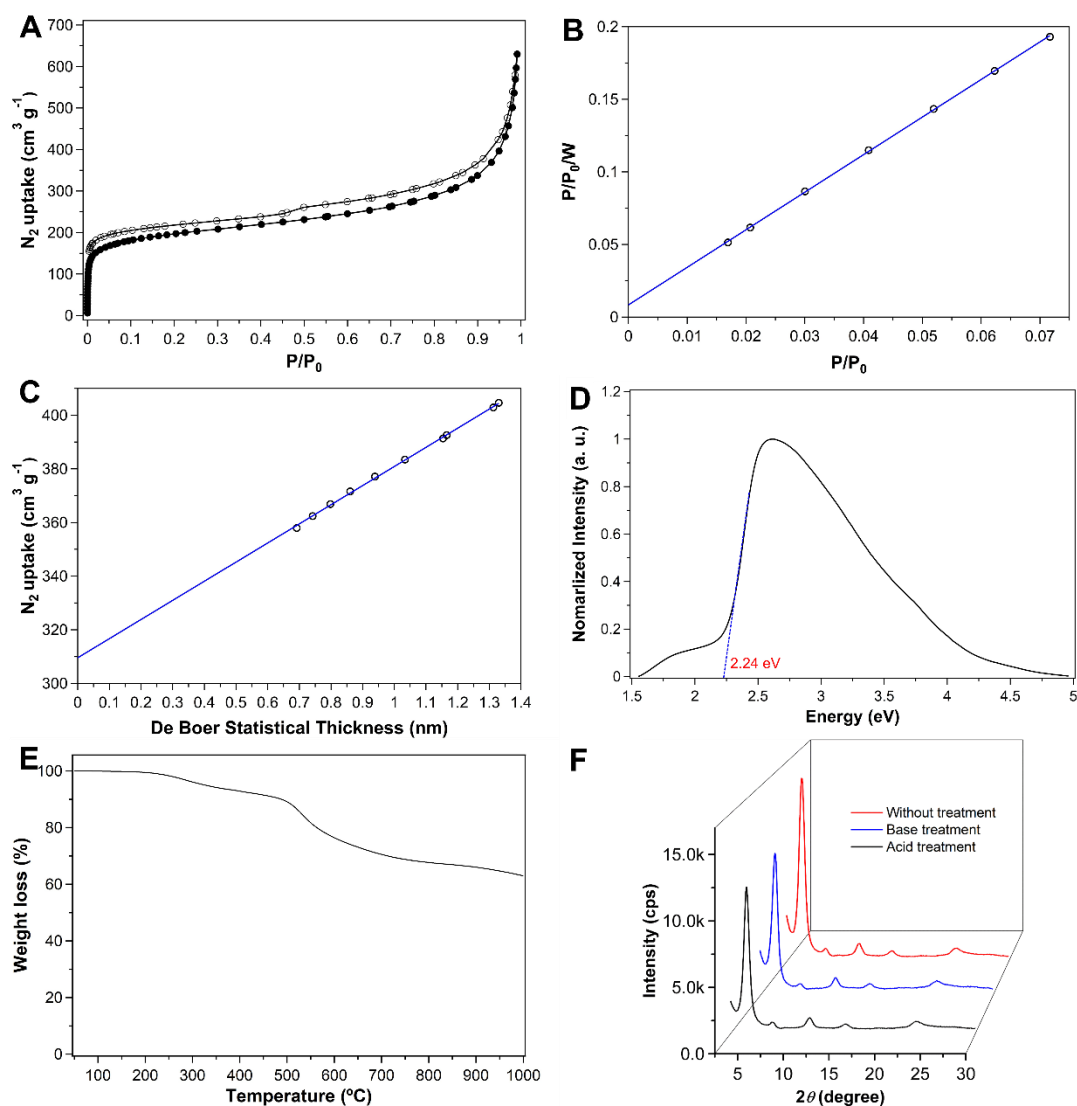 A
N2 uptake (cm3 g-1)
700
600
500
400
300
200
100
0
0 0.1 0.2 0.3 0.4 0.5 0.6 0.7 0.8 0.9 1
P/P0
B
P/P0/W
0.2
0.15
0.1
0.05
0
0 0.01 0.02 0.03 0.04 0.05 0.06 0.07
P/P0
C
N2 uptake (cm3 g-1)
400
380
360
340
320
300
0 0.1 0.2 0.3 0.4 0.5 0.6 0.7 0.8 0.9 1 1.1 1.2 1.3 1.4
De Boer Statistical Thickness (nm)
D
Nomarlized Intensity (a. u.)
1.2
1
0.8
0.6
0.4
0.2
0
2.24 eV
1.5 2 2.5 3 3.5 4 4.5 5
Energy (eV)
E
Weight loss (%)
100
80
60
40
20
0
100 200 300 400 500 600 700 800 900 1000
Temperature (ºC)
F
Without treatment
Base treatment
Acid treatment
Intensity (cps)
15.0k
10.0k
5.0k
0.0
5 10 15 20 25 30
2θ (degree)